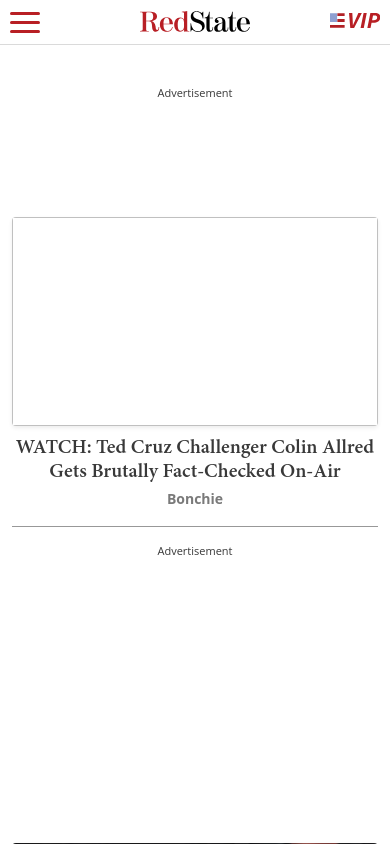 RedState
VIP
Advertisement
WATCH: Ted Cruz Challenger Colin Allred
Gets Brutally Fact-Checked On-Air
Bonchie
Advertisement